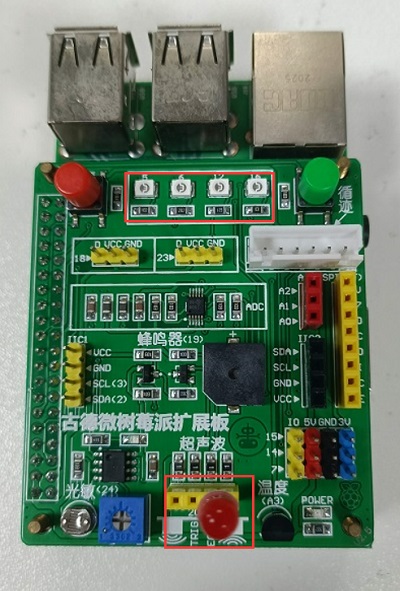 5 6 12 16
循迹
D VCC GND
D VCC GND
18
23
ADC
A2
A1
A0
IIC1
蜂鸣器(19)
VCC
GND
SCL(3)
SDA(2)
SDA
SCL
GND
VCC
古德微树莓派扩展板
超声波
IO 5V GND 3V
15
14
7
光敏(24)
温度
(A3)
POWER
TRIG